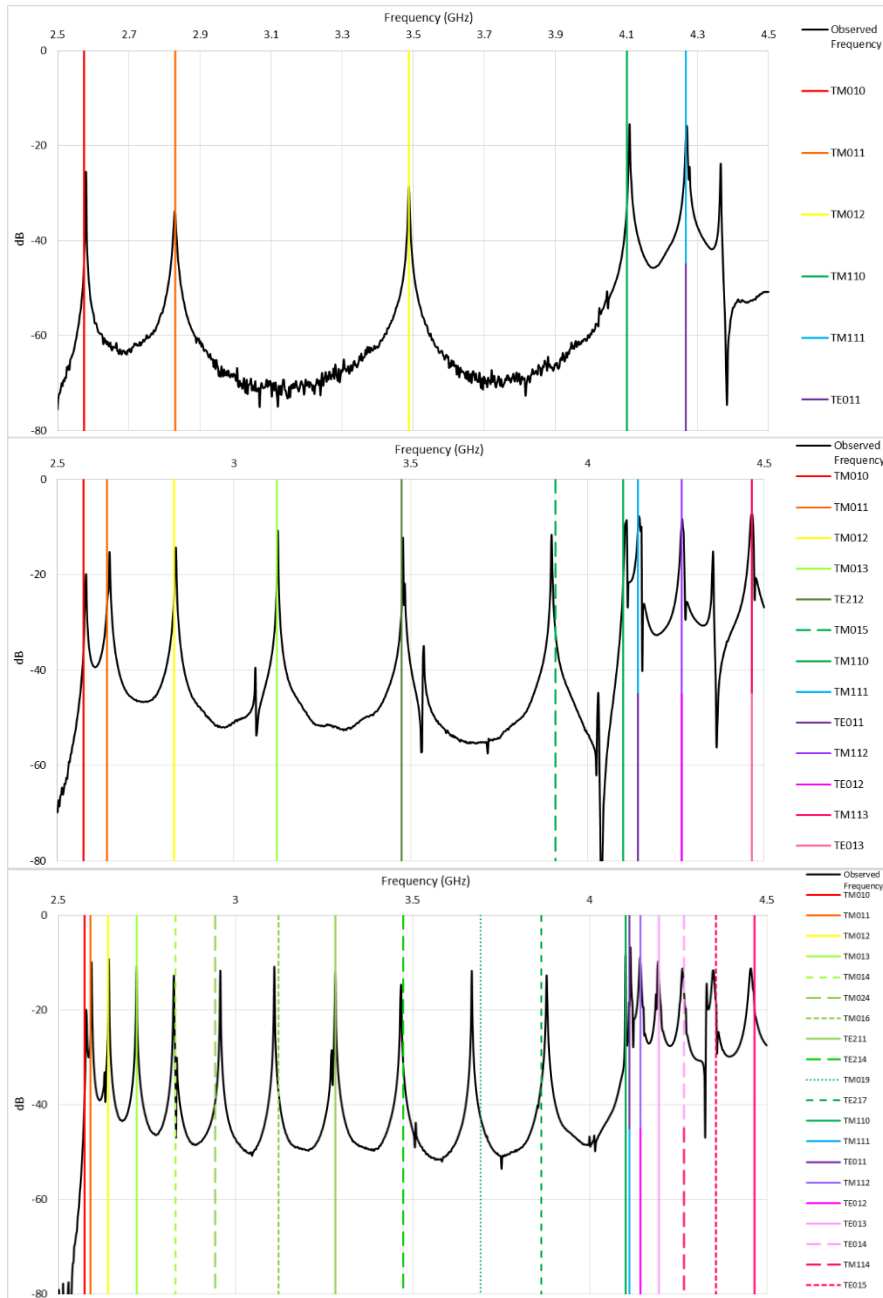 Frequency (GHz)
2.5 2.7 2.9 3.1 3.3 3.5 3.7 3.9 4.1 4.3 4.5
0
-20
-40
-60
-80
dB
Observed
Frequency
TM010
TM011
TM012
TM110
TM111
TE011
Frequency (GHz)
2.5 3 3.5 4 4.5
0
-20
-40
-60
-80
dB
Observed
Frequency
TM010
TM011
TM012
TM013
TE212
TM015
TM110
TM111
TE011
TM112
TE012
TM113
TE013
Frequency (GHz)
2.5 3 3.5 4 4.5
0
-20
-40
-60
-80
dB
Observed
Frequency
TM010
TM011
TM012
TM013
TM014
TM024
TM016
TE211
TE214
TM019
TE217
TM110
TM111
TE011
TM112
TE012
TE013
TE014
TM114
TE015